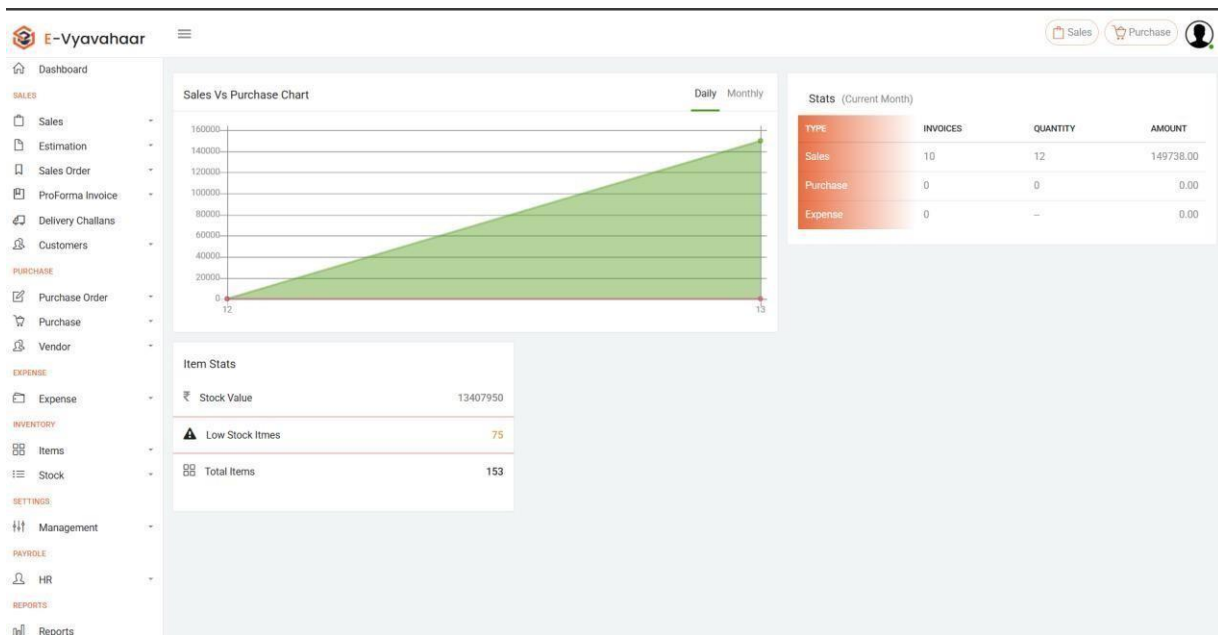 E-Vyavahaar
Sales
Purchase
Dashboard
SALES
Sales
Estimation
Sales Order
ProForma Invoice
Delivery Challans
Customers
PURCHASE
Purchase Order
Purchase
Vendor
EXPENSE
Expense
INVENTORY
Items
Stock
SETTINGS
Management
PAYROLE
HR
REPORTS
Reports
Sales Vs Purchase Chart
Daily Monthly
160000
140000
120000
100000
80000
60000
40000
20000
0
12 13
Stats (Current Month)
TYPE INVOICES QUANTITY AMOUNT
Sales 10 12 149738.00
Purchase 0 0 0.00
Expense 0 -- 0.00
Item Stats
₹ Stock Value 13407950
Low Stock Itmes 75
Total Items 153